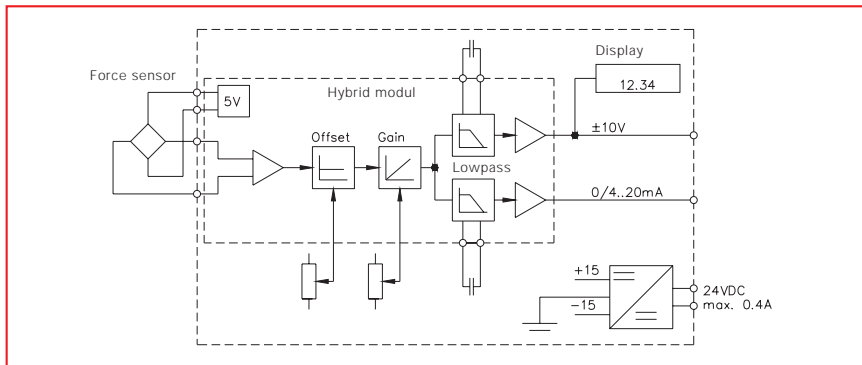 Display
12.34
Force sensor
Hybrid modul
5V
Offset
Gain
±10V
Lowpass
0/4..20mA
+15
-15
24VDC
max. 0.4A